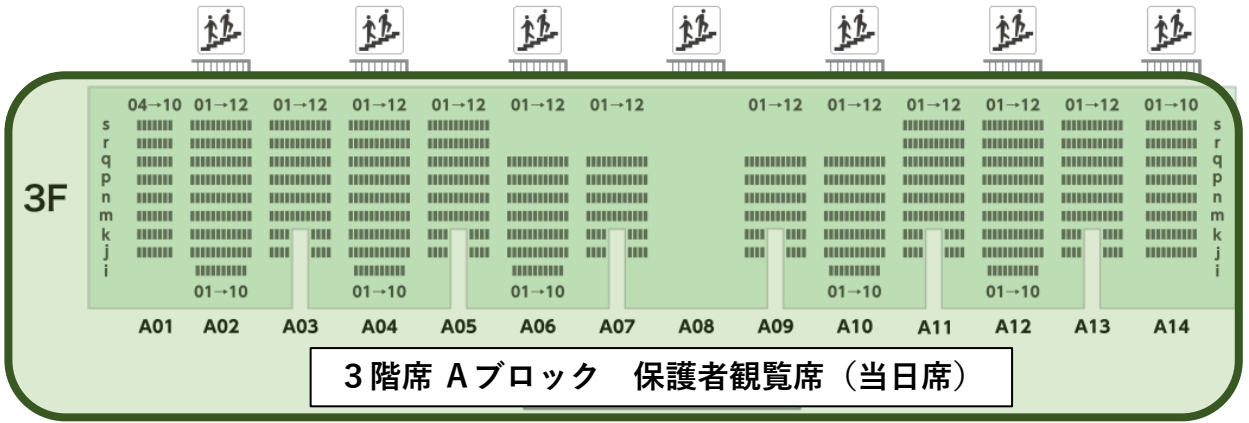 04→10 01→12 01→12 01→12 01→12 01→12 01→12 01→12 01→12 01→12 01→12 01→12 01→10
s s
r r
q q
p p
3F
n n
m m
k k
j j
i i
01→10 01→10 01→10 01→10 01→10
A01 A02 A03 A04 A05 A06 A07 A08 A09 A10 A11 A12 A13 A14
3階席 Aブロック　保護者観覧席（当日席）